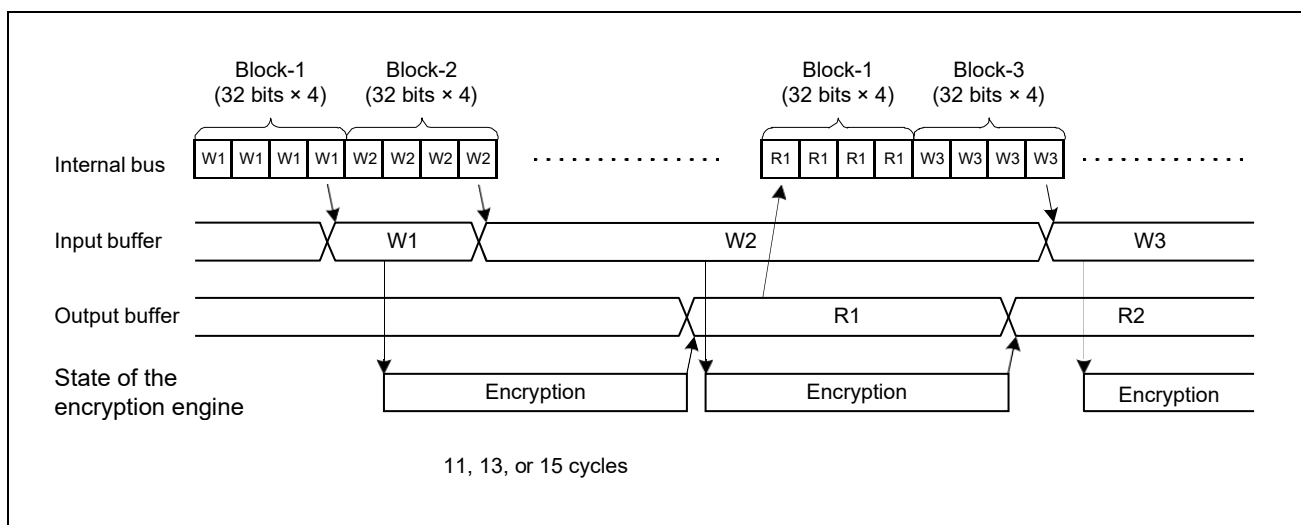 Block-1
(32 bits × 4)
Block-2
(32 bits × 4)
Block-1
(32 bits × 4)
Block-3
(32 bits × 4)
Internal bus
W1 W1 W1 W1 W2 W2 W2 W2 R1 R1 R1 R1 W3 W3 W3 W3
Input buffer
W1 W2 W3
Output buffer
R1 R2
State of the
encryption engine
Encryption Encryption Encryption
11, 13, or 15 cycles